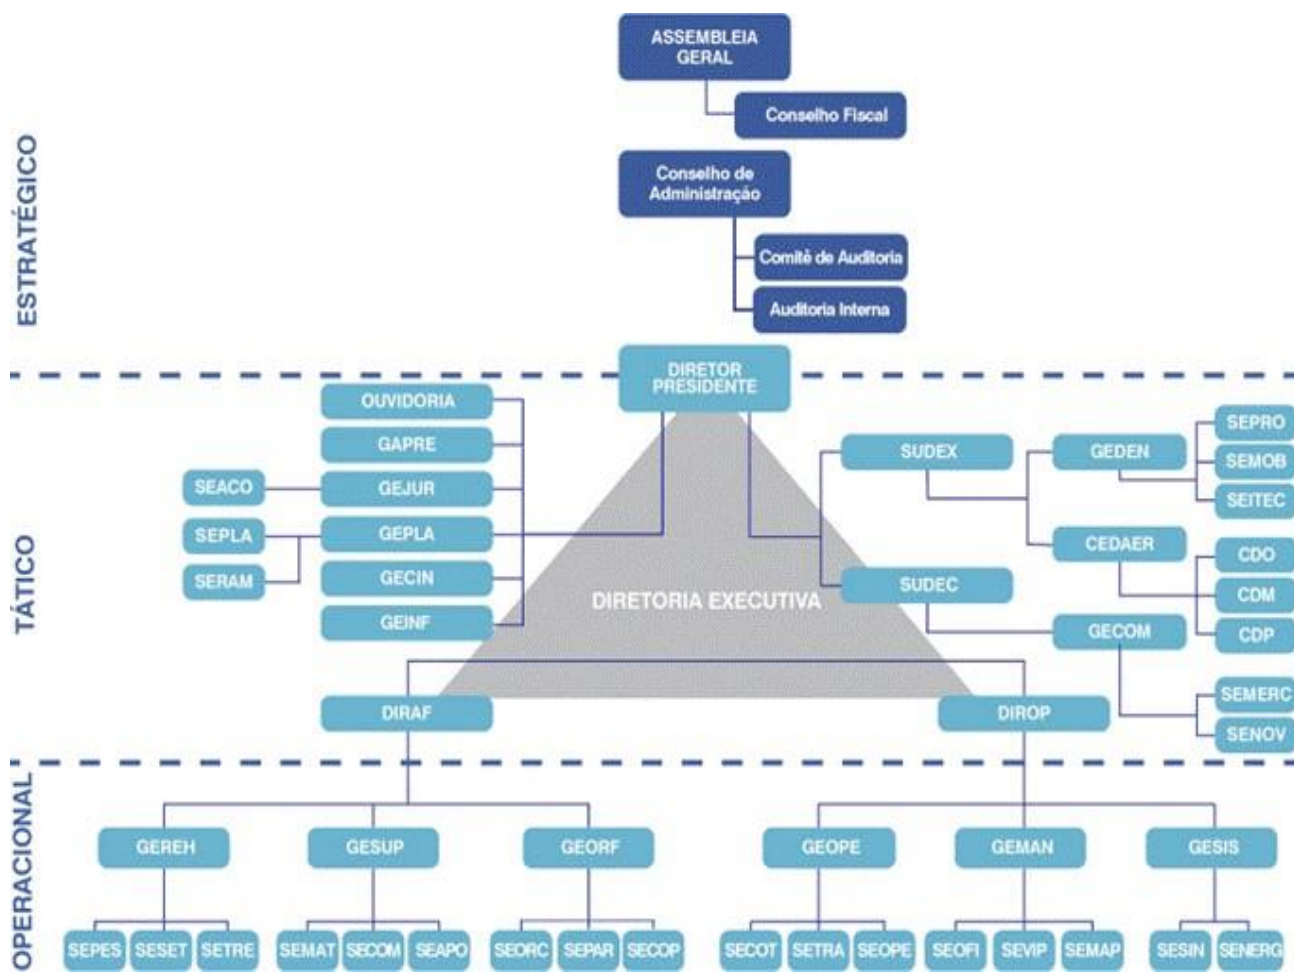 ESTRATÉGICO
ASSEMBLEIA
GERAL
Conselho Fiscal
Conselho de
Administração
Comitê de Auditoria
Auditoria Interna
TÁTICO
DIRETOR
PRESIDENTE
OUVIDORIA
GAPRE
SEACO
GEJUR
SEPLA
GEPLA
SERAM
GECIN
GEINF
DIRETORIA EXECUTIVA
SUDEX
GEDEN
SEPRO
SEMOB
SEITEC
CEDAER
CDO
CDM
CDP
SUDEC
GECOM
SEMERC
SENOV
DIRAF
DIROP
OPERACIONAL
GEREH
GESUP
GEORF
GEOPE
GEMAN
GESIS
SEPES
SESET
SETRE
SEMAT
SECOM
SEAPO
SEORC
SEPAR
SECOP
SECOT
SETRA
SEOPE
SEOFI
SEVIP
SEMAP
SESIN
SENERG